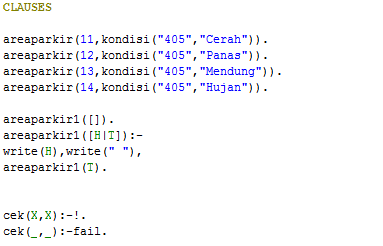 CLAUSES
areaparkir(11,kondisi("405","Cerah")).
areaparkir(12,kondisi("405","Panas")).
areaparkir(13,kondisi("405","Mendung")).
areaparkir(14,kondisi("405","Hujan")).
areaparkir1([]).
areaparkir1([H|T]):-
write(H),write(" "),
areaparkir1(T).
cek(X,X):-!.
cek(_,_):-fail.